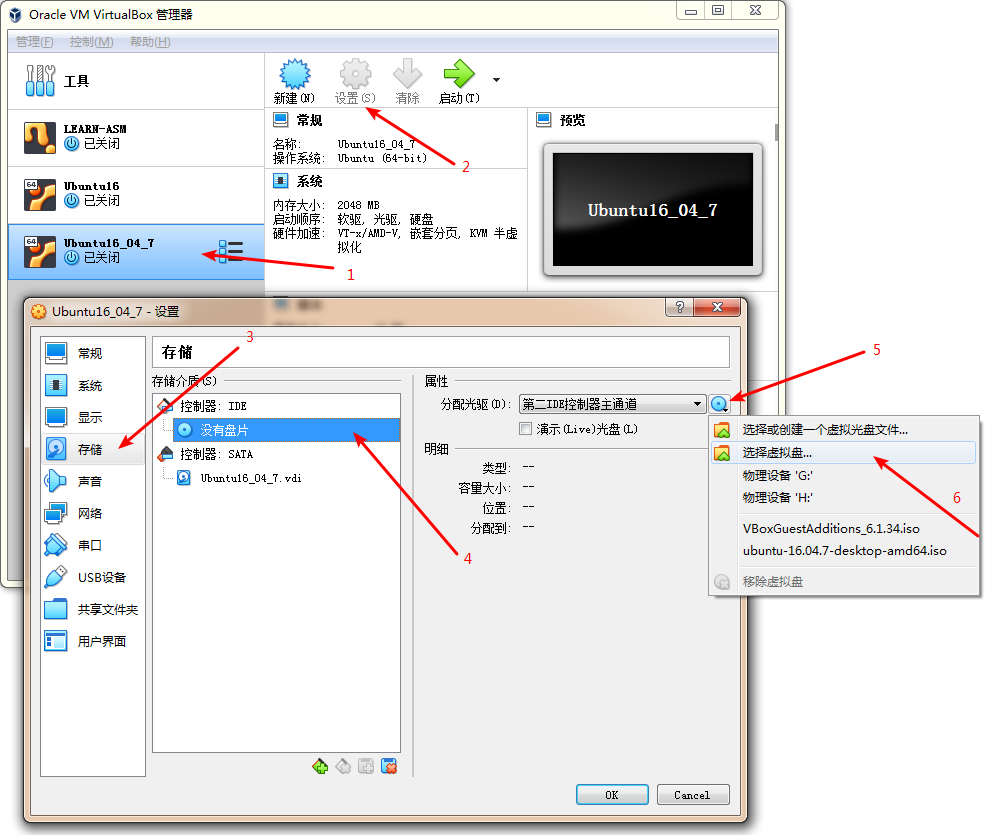 Oracle VM VirtualBox 管理器
管理(F) 控制(M) 帮助(H)
工具
新建(N) 设置(S) 清除 启动(T)
LEARN-ASM
已关闭
64
Ubuntu16
已关闭
64
Ubuntu16_04_7
已关闭
常规
名称: Ubuntu16_04_7
操作系统: Ubuntu (64-bit)
系统
内存大小: 2048 MB
启动顺序: 软驱, 光驱, 硬盘
硬件加速: VT-x/AMD-V, 嵌套分页, KVM 半虚
拟化
预览
Ubuntu16_04_7
1
2
Ubuntu16_04_7 - 设置
?
3
常规
系统
显示
存储
声音
网络
串口
USB设备
共享文件夹
用户界面
存储
存储介质(S)
控制器: IDE
没有盘片
控制器: SATA
Ubuntu16_04_7.vdi
4
属性
分配光驱(D): 第二IDE控制器主通道
演示(Live)光盘(L)
明细
类型: --
容量大小: --
位置: --
分配到: --
5
选择或创建一个虚拟光盘文件...
选择虚拟盘...
物理设备 'G:'
物理设备 'H:'
6
VBoxGuestAdditions_6.1.34.iso
ubuntu-16.04.7-desktop-amd64.iso
移除虚拟盘
OK Cancel